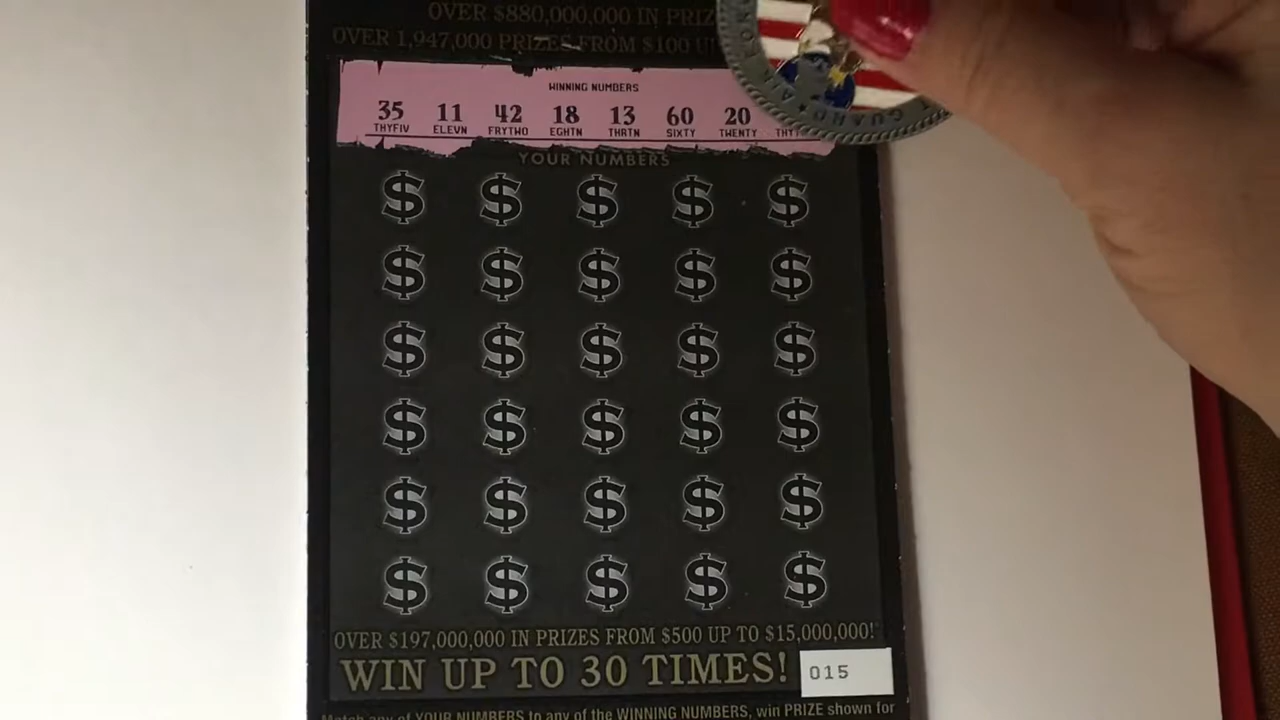 OVER $880,000,000 IN
OVER 1,947,000 PRIZES FROM $100
WINNING NUMBERS
35 11 42 18 13 60 20
THYFIV ELEVN FRYTWO EGHTN THRTN SIXTY TWENTY
YOUR NUMBERS
$ $ $ $ $
$ $ $ $ $
$ $ $ $ $
$ $ $ $ $
$ $ $ $ $
$ $ $ $ $
OVER $197,000,000 IN PRIZES FROM $500 UP TO $15,000,000!
WIN UP TO 30 TIMES! 015
Match any of YOUR NUMBERS to any of the WINNING NUMBERS, win PRIZE shown for